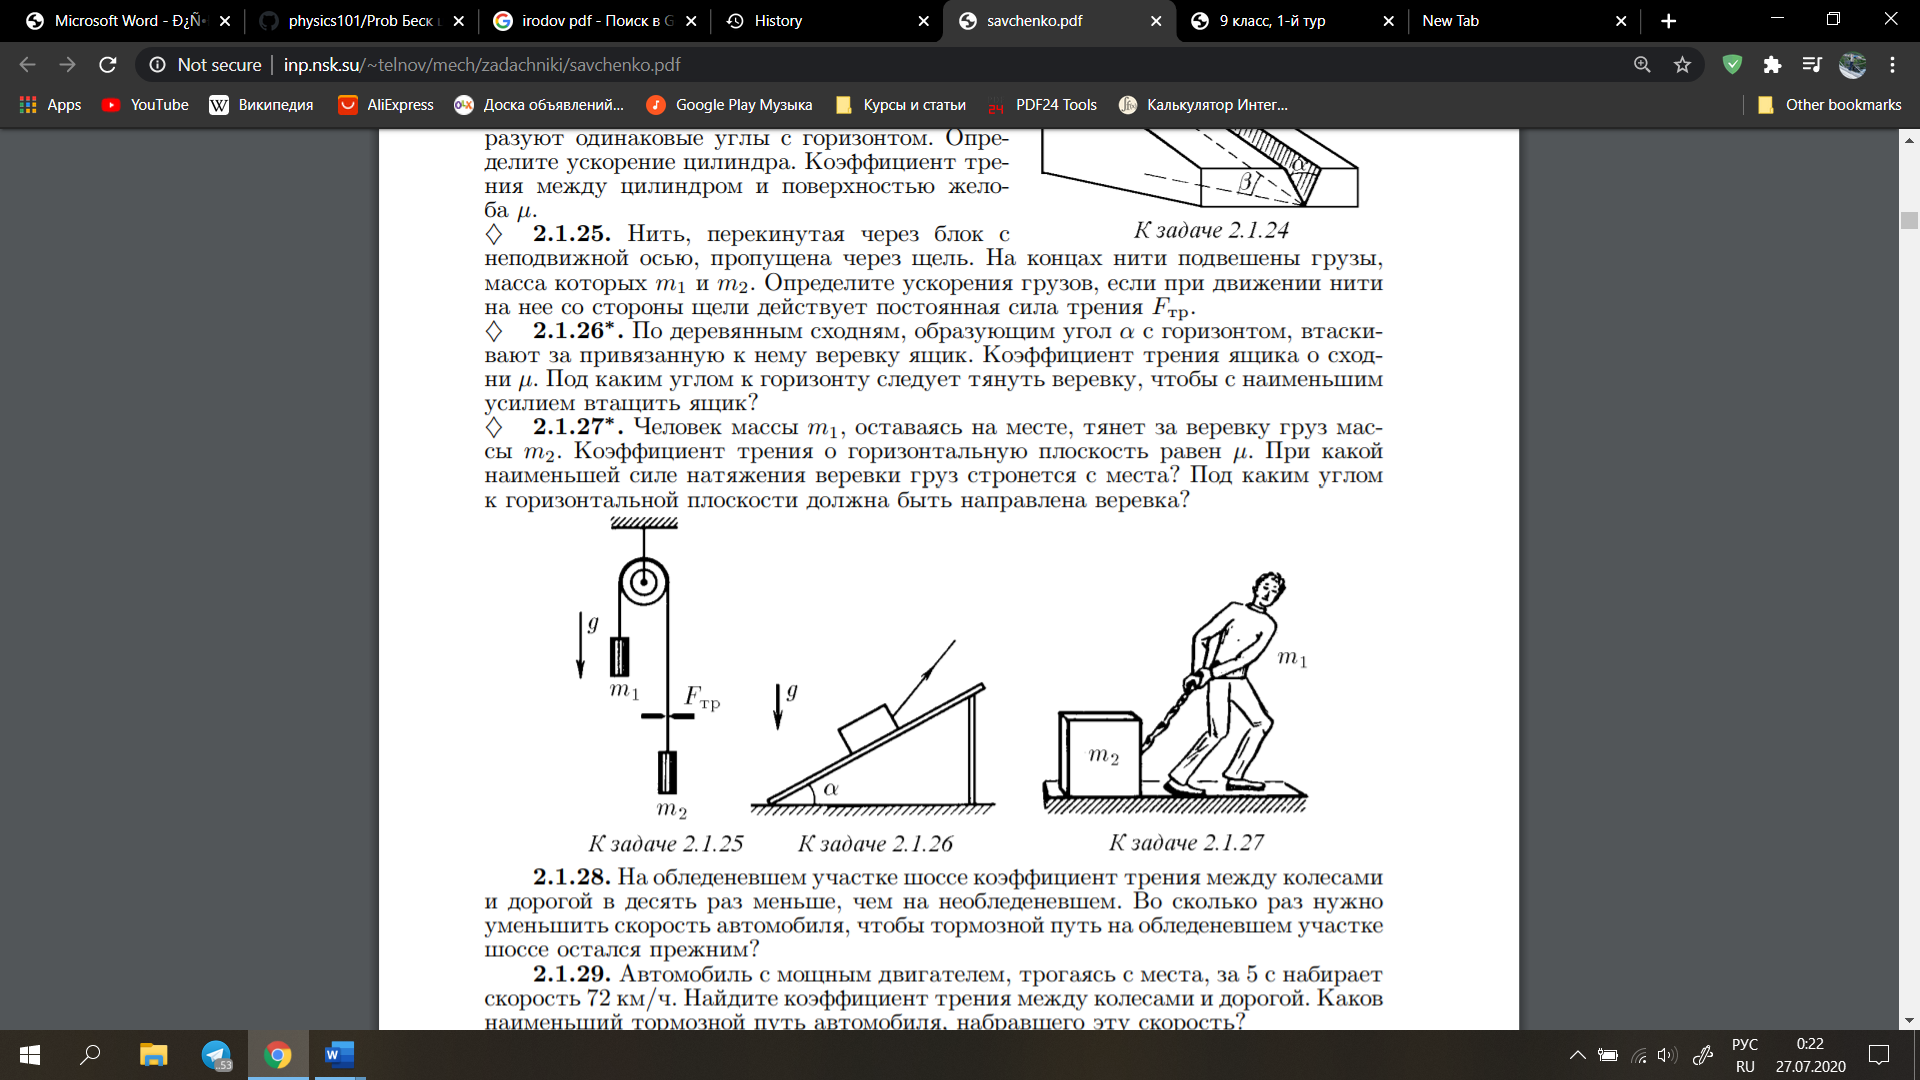 Microsoft Word - Đ¿Ñ•
physics101/Prob Беск ц
irodov pdf - Поиск в G
History
savchenko.pdf
9 класс, 1-й тур
New Tab
Not secure | inp.nsk.su/~telnov/mech/zadachniki/savchenko.pdf
Apps YouTube Википедия AliExpress Доска объявлений... Google Play Музыка Курсы и статьи PDF24 Tools Калькулятор Интег... Other bookmarks
разуют одинаковые углы с горизонтом. Опре-
делите ускорение цилиндра. Коэффициент тре-
ния между цилиндром и поверхностью жело-
ба μ.
α
β
К задаче 2.1.24
◊ 2.1.25. Нить, перекинутая через блок с
неподвижной осью, пропущена через щель. На концах нити подвешены грузы,
масса которых m₁ и m₂. Определите ускорения грузов, если при движении нити
на нее со стороны щели действует постоянная сила трения Fтр.
◊ 2.1.26*. По деревянным сходням, образующим угол α с горизонтом, втаски-
вают за привязанную к нему веревку ящик. Коэффициент трения ящика о сход-
ни μ. Под каким углом к горизонту следует тянуть веревку, чтобы с наименьшим
усилием втащить ящик?
◊ 2.1.27*. Человек массы m₁, оставаясь на месте, тянет за веревку груз мас-
сы m₂. Коэффициент трения о горизонтальную плоскость равен μ. При какой
наименьшей силе натяжения веревки груз стронется с места? Под каким углом
к горизонтальной плоскости должна быть направлена веревка?
g
m₁
Fтр
m₂
К задаче 2.1.25
g
α
К задаче 2.1.26
m₁
m₂
К задаче 2.1.27
2.1.28. На обледеневшем участке шоссе коэффициент трения между колесами
и дорогой в десять раз меньше, чем на необледеневшем. Во сколько раз нужно
уменьшить скорость автомобиля, чтобы тормозной путь на обледеневшем участке
шоссе остался прежним?
2.1.29. Автомобиль с мощным двигателем, трогаясь с места, за 5 с набирает
скорость 72 км/ч. Найдите коэффициент трения между колесами и дорогой. Каков
наименьший тормозной путь автомобиля, набравшего эту скорость?
..53
РУС
RU
0:22
27.07.2020